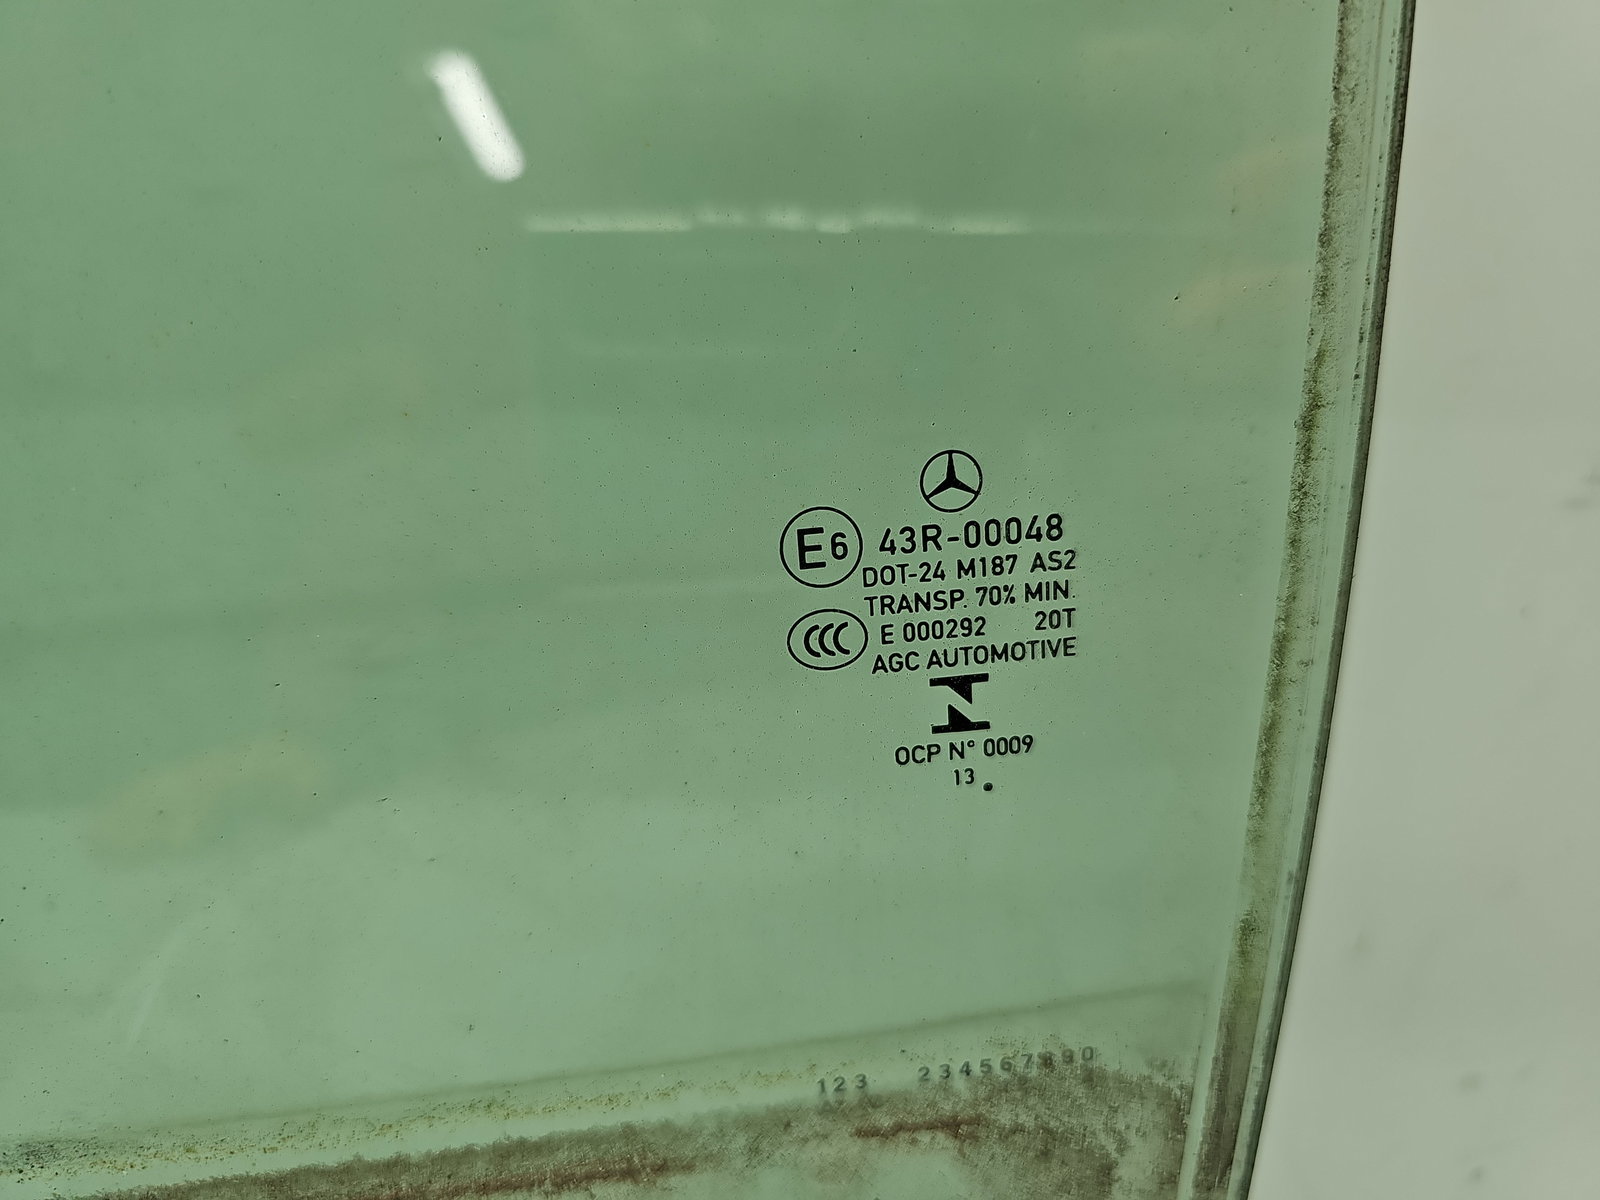 E6 43R-00048
DOT-24 M187 AS2
TRANSP. 70% MIN.
CCC E 000292 20T
AGC AUTOMOTIVE
OCP N° 0009
13 .
123 234567890